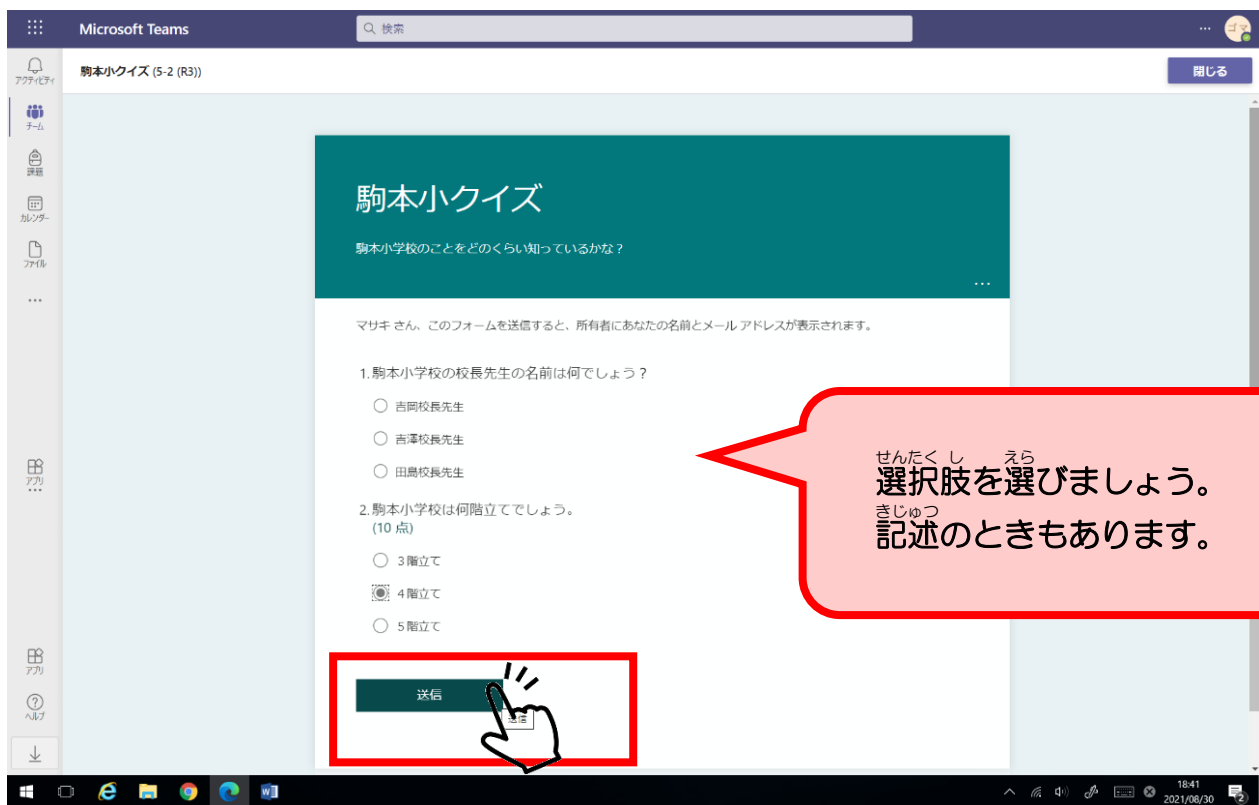 Microsoft Teams
検索
ゴマ
アクティビティ
駒本小クイズ (5-2 (R3))
閉じる
チーム
課題
カレンダー
ファイル
駒本小クイズ
駒本小学校のことをどのくらい知っているかな？
マサキ さん、このフォームを送信すると、所有者にあなたの名前とメール アドレスが表示されます。
1.駒本小学校の校長先生の名前は何でしょう？
吉岡校長先生
吉澤校長先生
田島校長先生
2.駒本小学校は何階立てでしょう。
(10 点)
３階立て
４階立て
５階立て
送信
送信
せんたく し えら
選択肢を選びましょう。
きじゅつ
記述のときもあります。
アプリ
アプリ
ヘルプ
18:41
2021/08/30